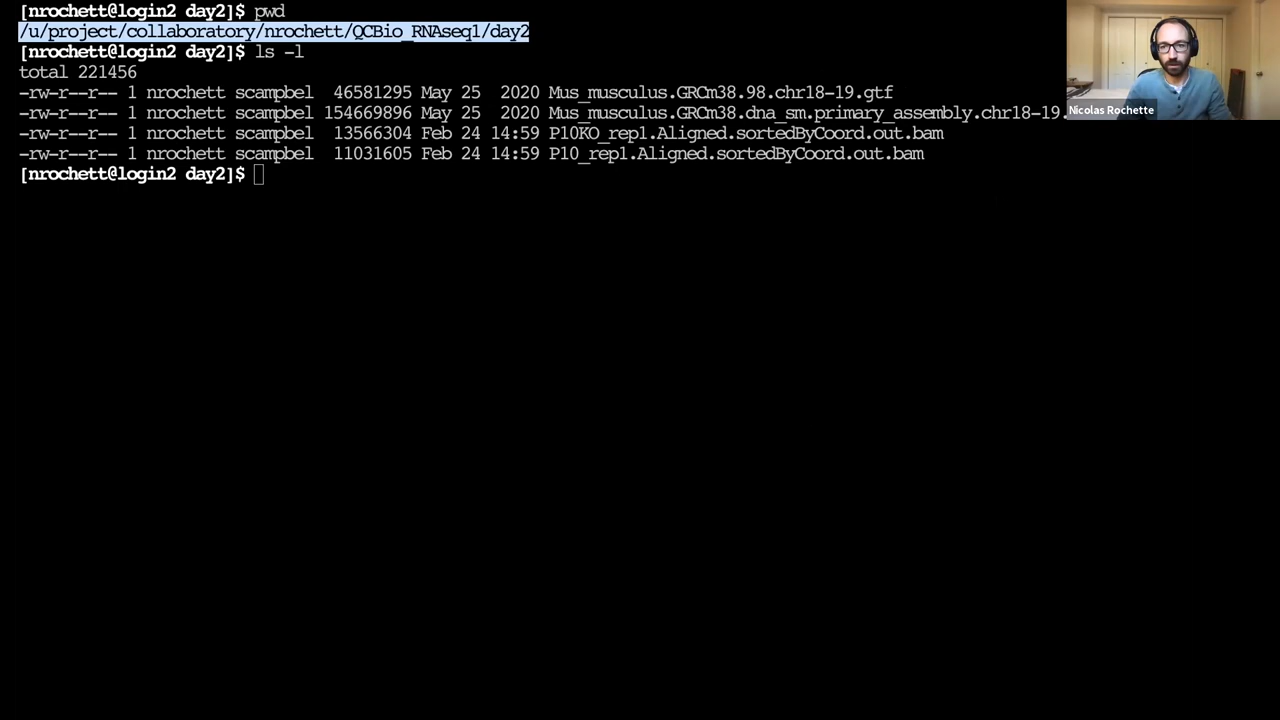 [nrochett@login2 day2]$ pwd
/u/project/collaboratory/nrochett/QCBio_RNAseq1/day2
[nrochett@login2 day2]$ ls -l
total 221456
-rw-r--r-- 1 nrochett scampbel  46581295 May 25  2020 Mus_musculus.GRCm38.98.chr18-19.gtf
-rw-r--r-- 1 nrochett scampbel 154669896 May 25  2020 Mus_musculus.GRCm38.dna_sm.primary_assembly.chr18-19.
-rw-r--r-- 1 nrochett scampbel  13566304 Feb 24 14:59 P10KO_rep1.Aligned.sortedByCoord.out.bam
-rw-r--r-- 1 nrochett scampbel  11031605 Feb 24 14:59 P10_rep1.Aligned.sortedByCoord.out.bam
[nrochett@login2 day2]$
Nicolas Rochette